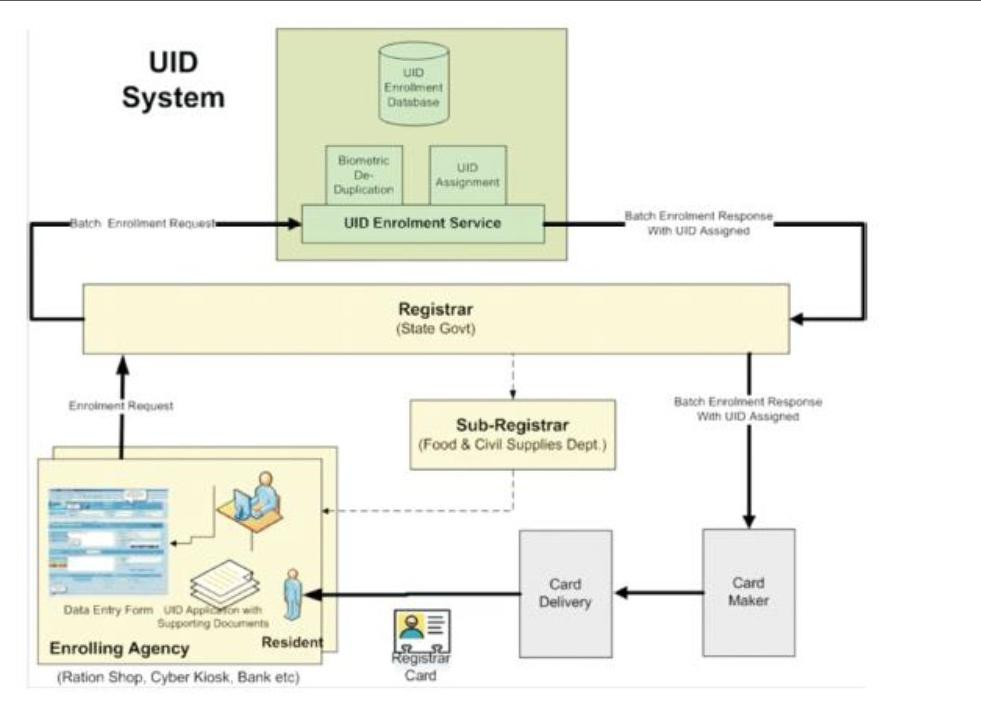 UID
System
UID
Enrollment
Database
Biometric
De-
Duplication
UID
Assignment
UID Enrolment Service
Batch Enrollment Request
Batch Enrolment Response
With UID Assigned
Registrar
(State Govt)
Enrolment Request
Batch Enrolment Response
With UID Assigned
Sub-Registrar
(Food & Civil Supplies Dept.)
Card
Delivery
Card
Maker
Data Entry Form
UID Application with
Supporting Documents
Resident
Enrolling Agency
Registrar
Card
(Ration Shop, Cyber Kiosk, Bank etc)